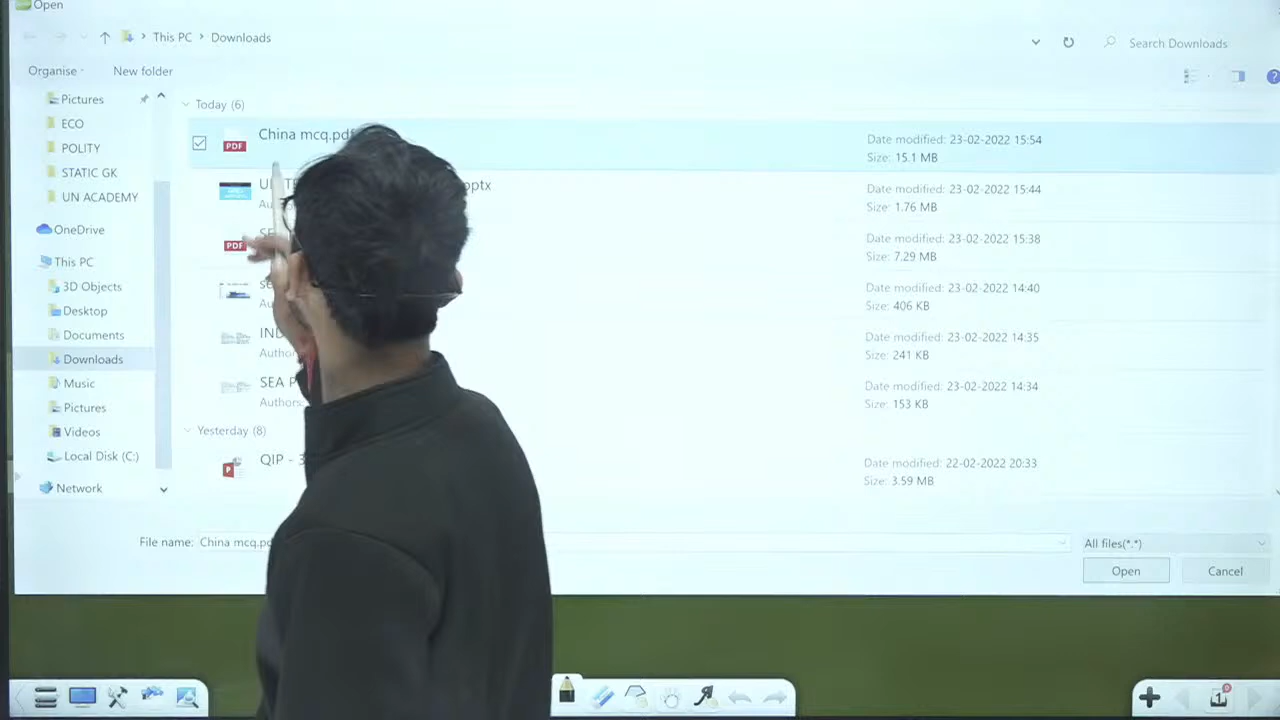 Open
This PC > Downloads
Search Downloads
Organise
New folder
Pictures
ECO
POLITY
STATIC GK
UN ACADEMY
OneDrive
This PC
3D Objects
Desktop
Documents
Downloads
Music
Pictures
Videos
Local Disk (C:)
Network
Today (6)
PDF China mcq.pdf
Date modified: 23-02-2022 15:54
Size: 15.1 MB
pptx
Date modified: 23-02-2022 15:44
Size: 1.76 MB
PDF
Date modified: 23-02-2022 15:38
Size: 7.29 MB
Date modified: 23-02-2022 14:40
Size: 406 KB
IND
Author
Date modified: 23-02-2022 14:35
Size: 241 KB
SEA
Authors:
Date modified: 23-02-2022 14:34
Size: 153 KB
Yesterday (8)
QIP - 3
Date modified: 22-02-2022 20:33
Size: 3.59 MB
File name: China mcq.pd
All files(*.*)
Open
Cancel
1